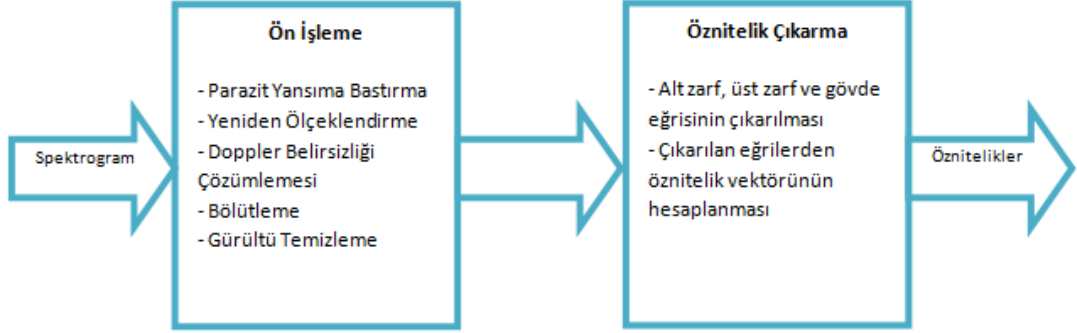 Spektrogram
Ön İşleme
- Parazit Yansıma Bastırma
- Yeniden Ölçeklendirme
- Doppler Belirsizliği
Çözümlemesi
- Bölütleme
- Gürültü Temizleme
Öznitelik Çıkarma
- Alt zarf, üst zarf ve gövde
eğrisinin çıkarılması
- Çıkarılan eğrilerden
öznitelik vektörünün
hesaplanması
Öznitelikler